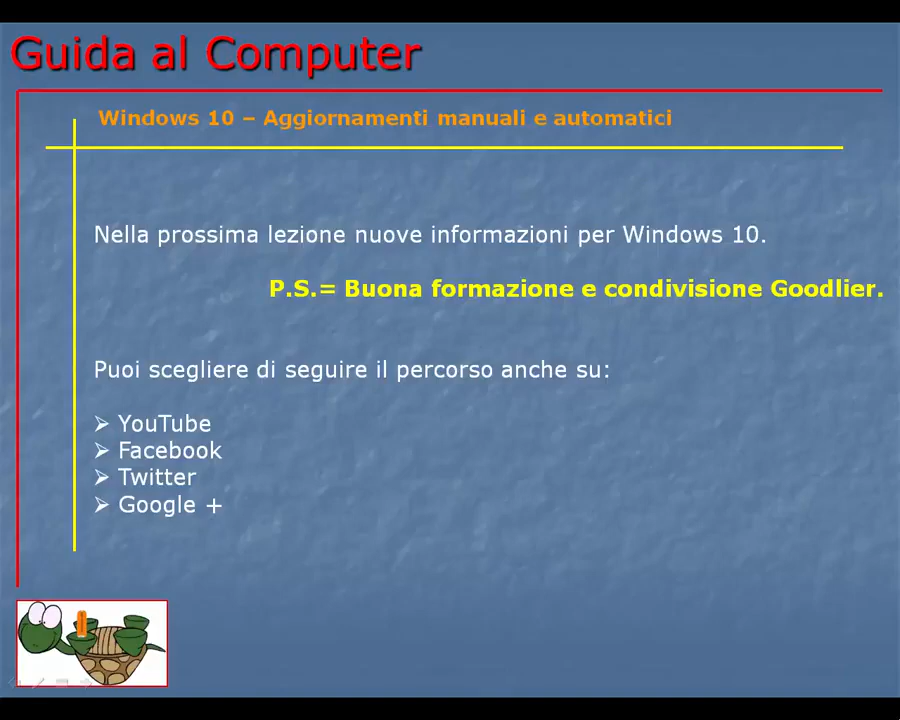 Guida al Computer
Windows 10 – Aggiornamenti manuali e automatici
Nella prossima lezione nuove informazioni per Windows 10.
P.S.= Buona formazione e condivisione Goodlier.
Puoi scegliere di seguire il percorso anche su:
➢ YouTube
➢ Facebook
➢ Twitter
➢ Google +